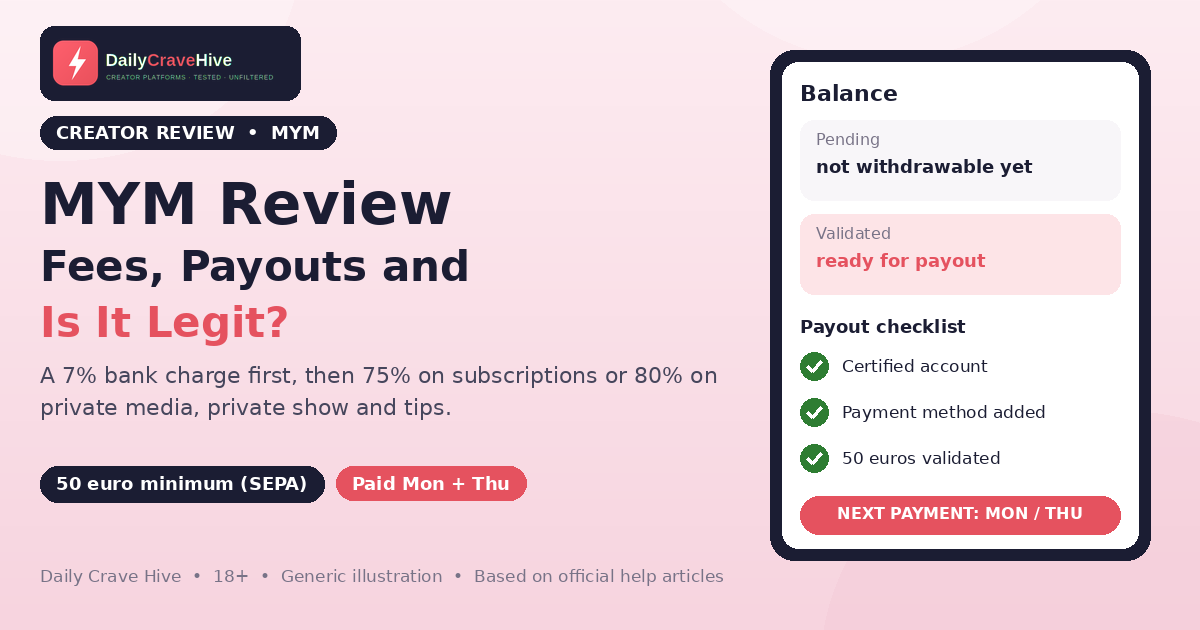 DailyCraveHive
CREATOR PLATFORMS · TESTED · UNFILTERED
CREATOR REVIEW • MYM
MYM Review
Fees, Payouts and
Is It Legit?
A 7% bank charge first, then 75% on subscriptions or 80% on
private media, private show and tips.
50 euro minimum (SEPA)
Paid Mon + Thu
Daily Crave Hive • 18+ • Generic illustration • Based on official help articles
Balance
Pending
not withdrawable yet
Validated
ready for payout
Payout checklist
Certified account
Payment method added
50 euros validated
NEXT PAYMENT: MON / THU